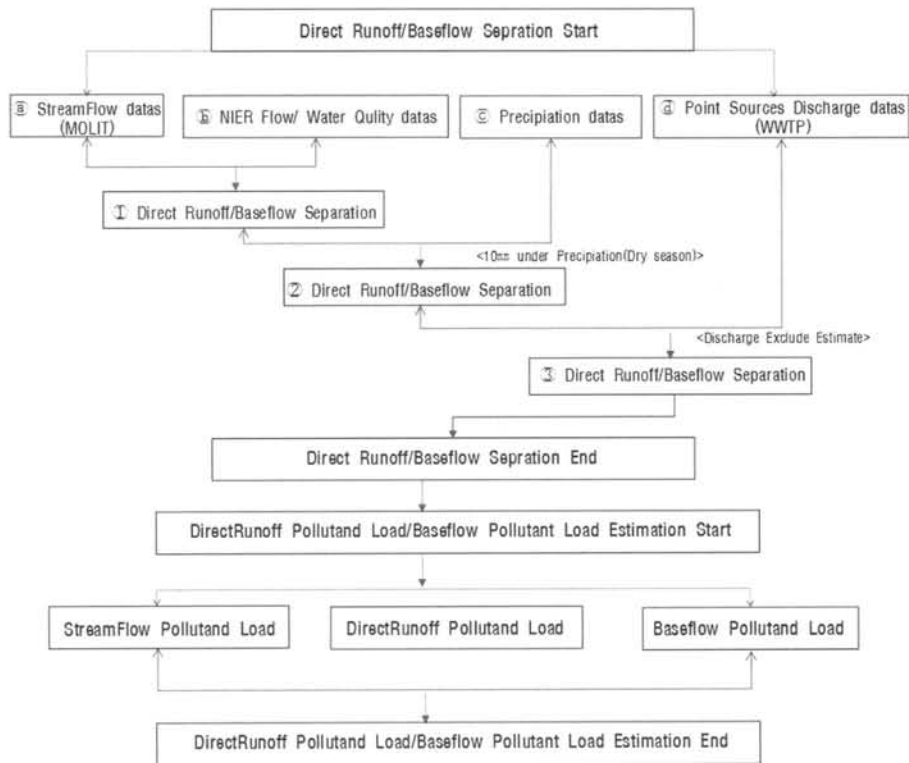 Direct Runoff/Baseflow Sepration Start
ⓐ StreamFlow datas
(MOLIT)
ⓑ NIER Flow/ Water Qulity datas
ⓒ Precipiation datas
ⓓ Point Sources Discharge datas
(WWTP)
① Direct Runoff/Baseflow Separation
<10mm under Precipitation(Dry season)>
② Direct Runoff/Baseflow Separation
<Discharge Exclude Estimate>
③ Direct Runoff/Baseflow Separation
Direct Runoff/Baseflow Sepration End
DirectRunoff Pollutand Load/Baseflow Pollutant Load Estimation Start
StreamFlow Pollutand Load
DirectRunoff Pollutand Load
Baseflow Pollutand Load
DirectRunoff Pollutand Load/Baseflow Pollutant Load Estimation End